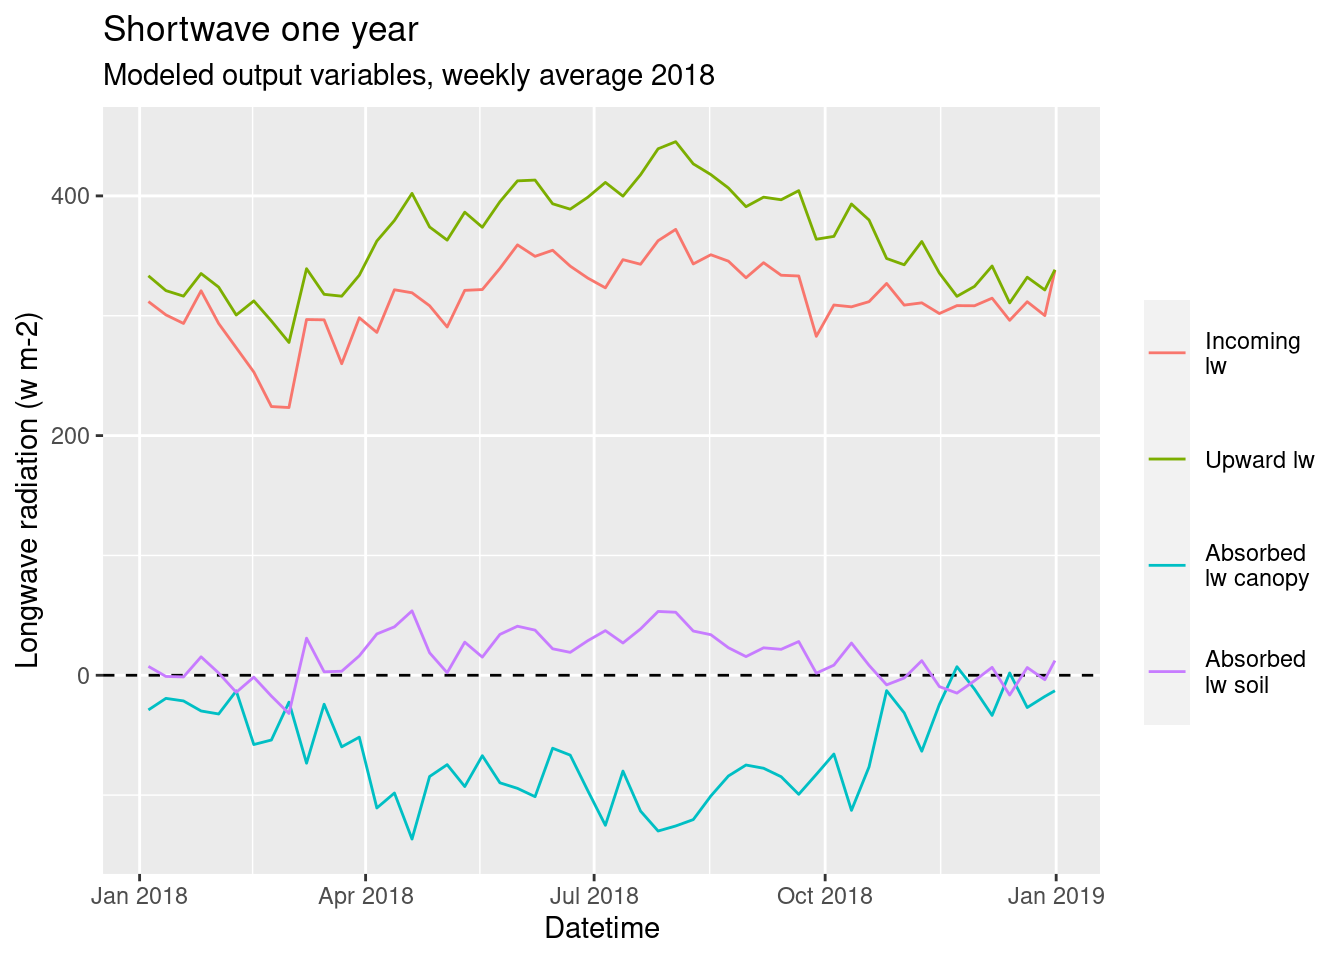 Shortwave one year
Modeled output variables, weekly average 2018
Longwave radiation (w m-2)
400
200
0
Jan 2018
Apr 2018
Jul 2018
Oct 2018
Jan 2019
Datetime
Incoming
lw
Upward lw
Absorbed
lw canopy
Absorbed
lw soil